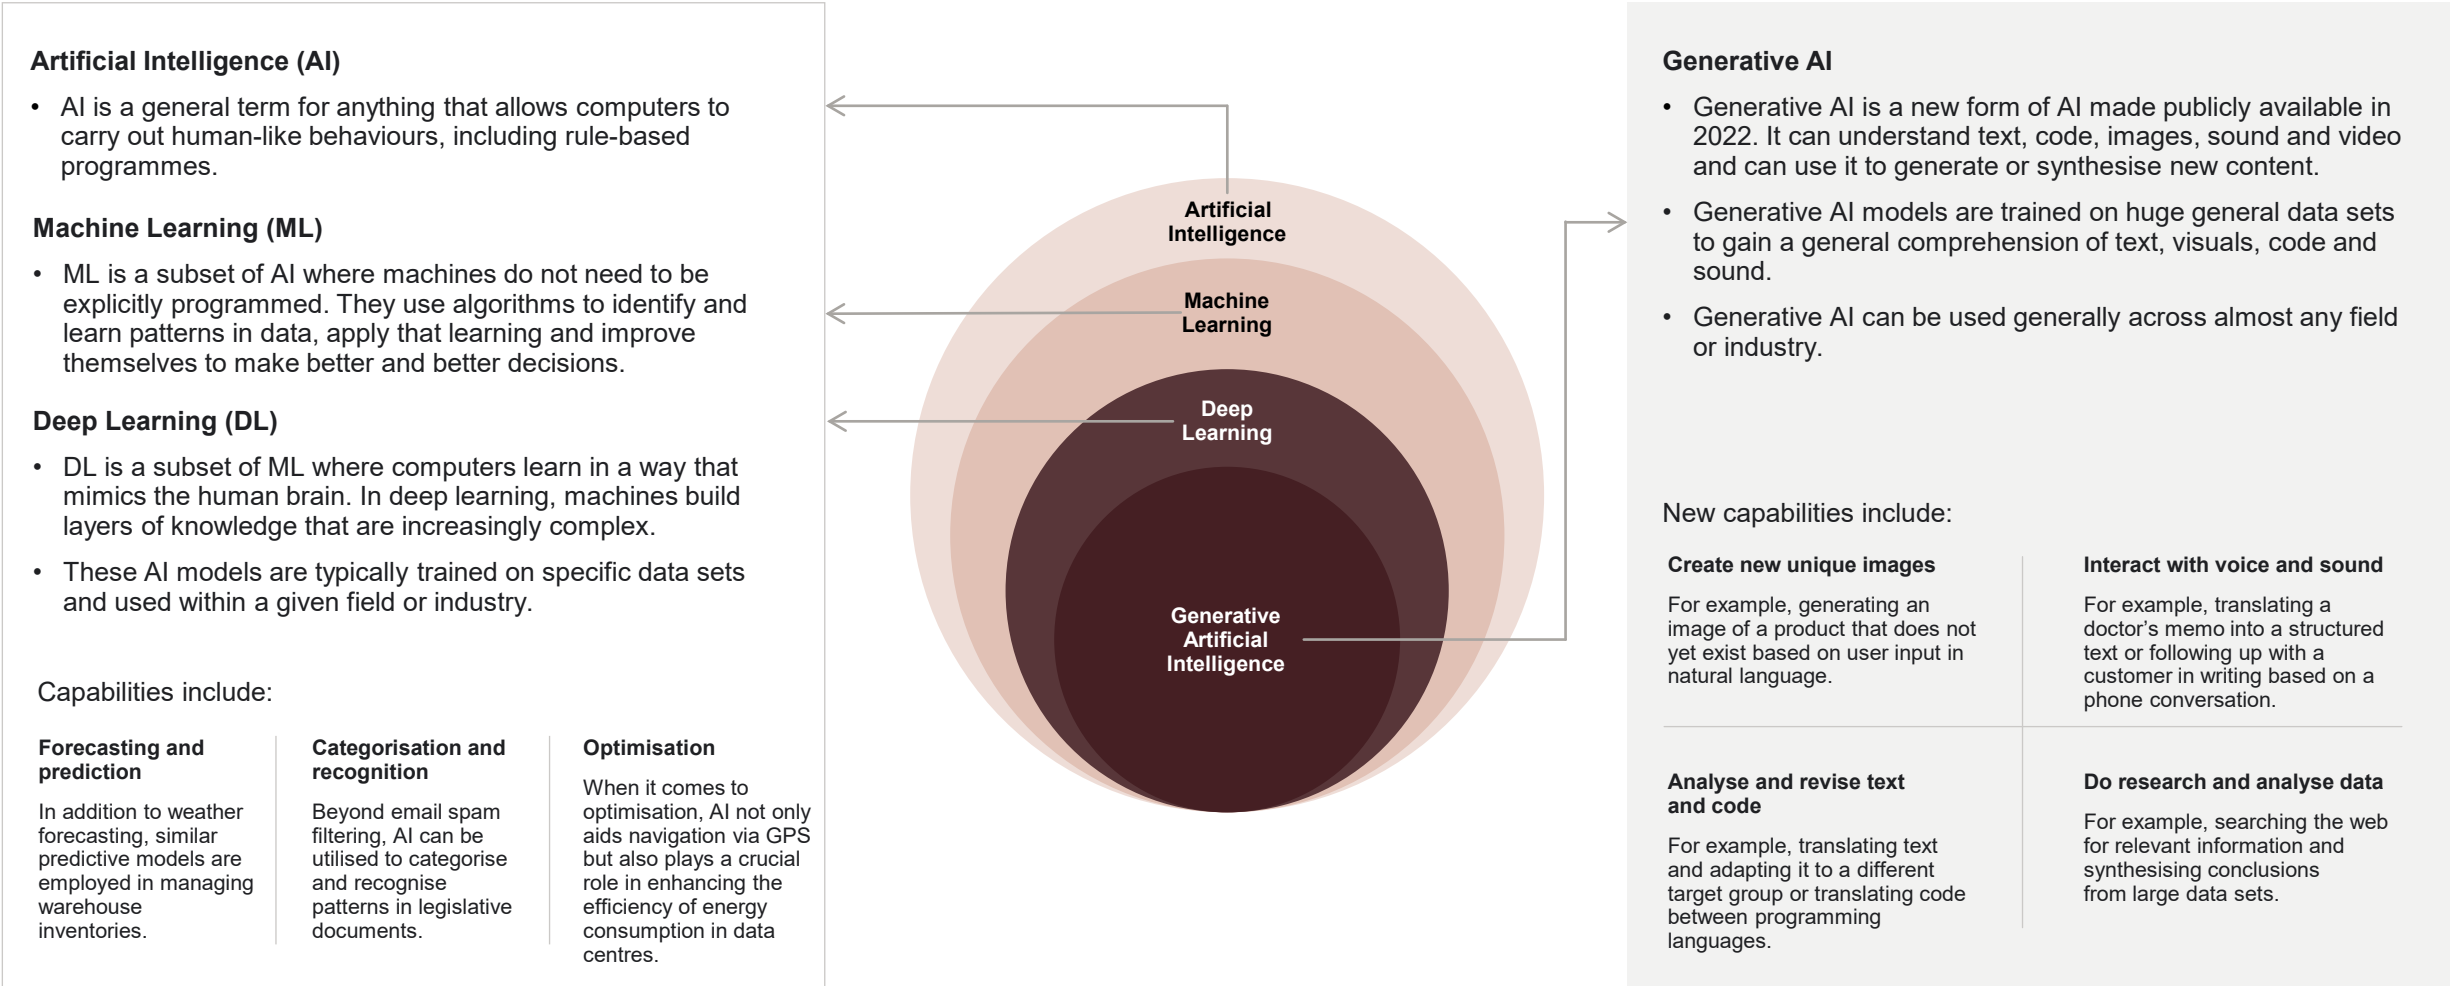 Artificial Intelligence (AI)
• AI is a general term for anything that allows computers to
carry out human-like behaviours, including rule-based
programmes.
Machine Learning (ML)
• ML is a subset of AI where machines do not need to be
explicitly programmed. They use algorithms to identify and
learn patterns in data, apply that learning and improve
themselves to make better and better decisions.
Deep Learning (DL)
• DL is a subset of ML where computers learn in a way that
mimics the human brain. In deep learning, machines build
layers of knowledge that are increasingly complex.
• These AI models are typically trained on specific data sets
and used within a given field or industry.
Capabilities include:
Forecasting and
prediction
In addition to weather
forecasting, similar
predictive models are
employed in managing
warehouse
inventories.
Categorisation and
recognition
Beyond email spam
filtering, AI can be
utilised to categorise
and recognise
patterns in legislative
documents.
Optimisation
When it comes to
optimisation, AI not only
aids navigation via GPS
but also plays a crucial
role in enhancing the
efficiency of energy
consumption in data
centres.
Artificial
Intelligence
Machine
Learning
Deep
Learning
Generative
Artificial
Intelligence
Generative AI
• Generative AI is a new form of AI made publicly available in
2022. It can understand text, code, images, sound and video
and can use it to generate or synthesise new content.
• Generative AI models are trained on huge general data sets
to gain a general comprehension of text, visuals, code and
sound.
• Generative AI can be used generally across almost any field
or industry.
New capabilities include:
Create new unique images
For example, generating an
image of a product that does not
yet exist based on user input in
natural language.
Interact with voice and sound
For example, translating a
doctor’s memo into a structured
text or following up with a
customer in writing based on a
phone conversation.
Analyse and revise text
and code
For example, translating text
and adapting it to a different
target group or translating code
between programming
languages.
Do research and analyse data
For example, searching the web
for relevant information and
synthesising conclusions
from large data sets.